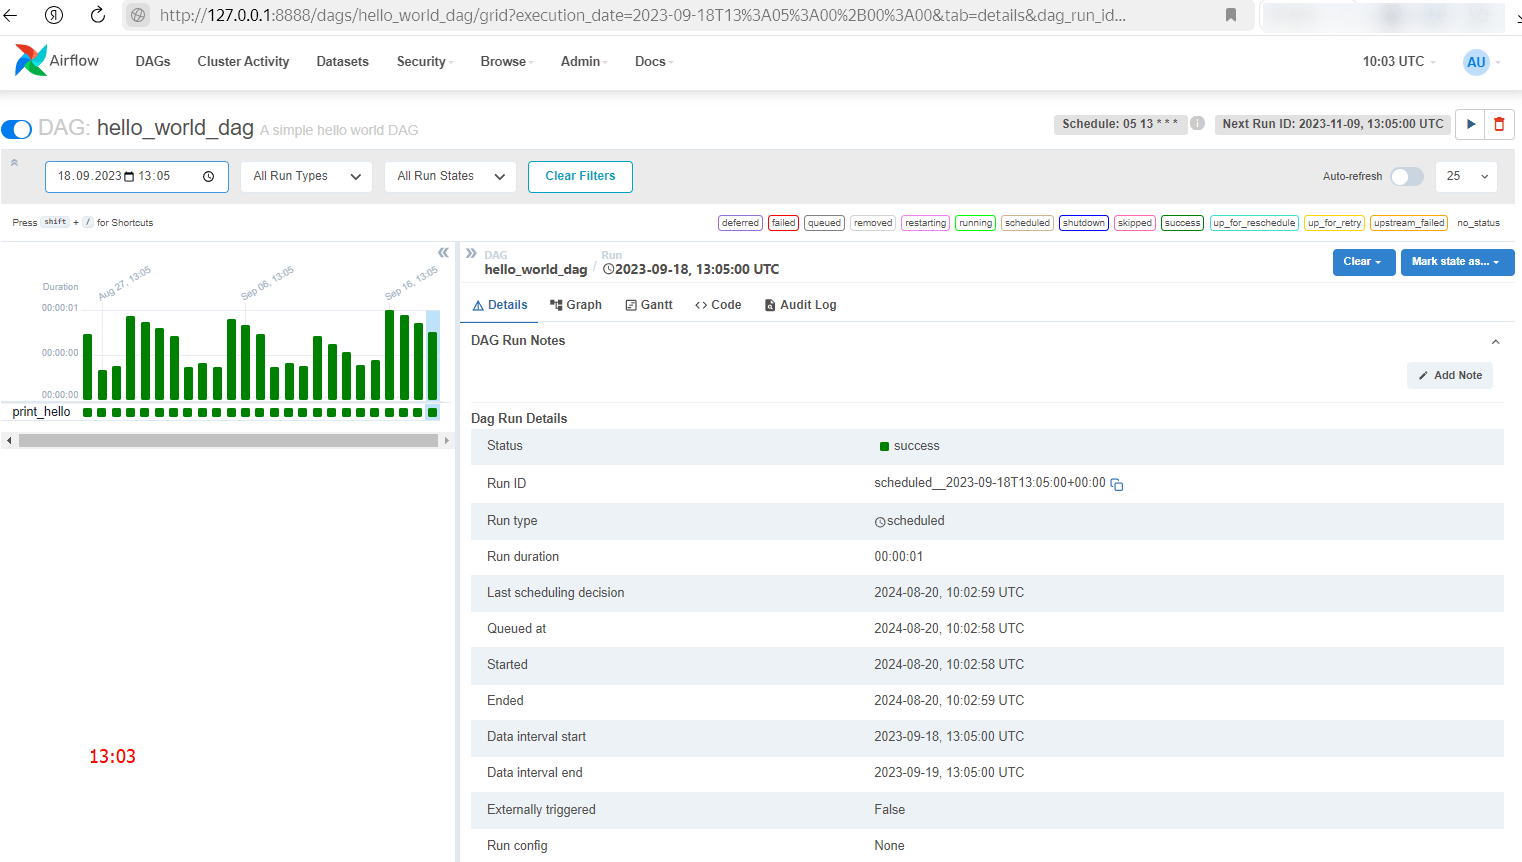 http://127.0.0.1:8888/dags/hello_world_dag/grid?execution_date=2023-09-18T13%3A05%3A00%2B00%3A00&tab=details&dag_run_id...
Airflow DAGs Cluster Activity Datasets Security Browse Admin Docs 10:03 UTC AU
DAG: hello_world_dag A simple hello world DAG Schedule: 05 13 * * * Next Run ID: 2023-11-09, 13:05:00 UTC
18.09.2023 13:05 All Run Types All Run States Clear Filters Auto-refresh 25
Press shift + / for Shortcuts deferred failed queued removed restarting running scheduled shutdown skipped success up_for_reschedule up_for_retry upstream_failed no_status
DAG Run
hello_world_dag / 2023-09-18, 13:05:00 UTC Clear Mark state as...
Details Graph Gantt Code Audit Log
Duration Aug 27, 13:05 Sep 06, 13:05 Sep 16, 13:05
00:00:01
00:00:00
00:00:00
print_hello
DAG Run Notes
Add Note
Dag Run Details
Status success
Run ID scheduled__2023-09-18T13:05:00+00:00
Run type scheduled
Run duration 00:00:01
Last scheduling decision 2024-08-20, 10:02:59 UTC
Queued at 2024-08-20, 10:02:58 UTC
Started 2024-08-20, 10:02:58 UTC
Ended 2024-08-20, 10:02:59 UTC
Data interval start 2023-09-18, 13:05:00 UTC
Data interval end 2023-09-19, 13:05:00 UTC
Externally triggered False
Run config None
13:03